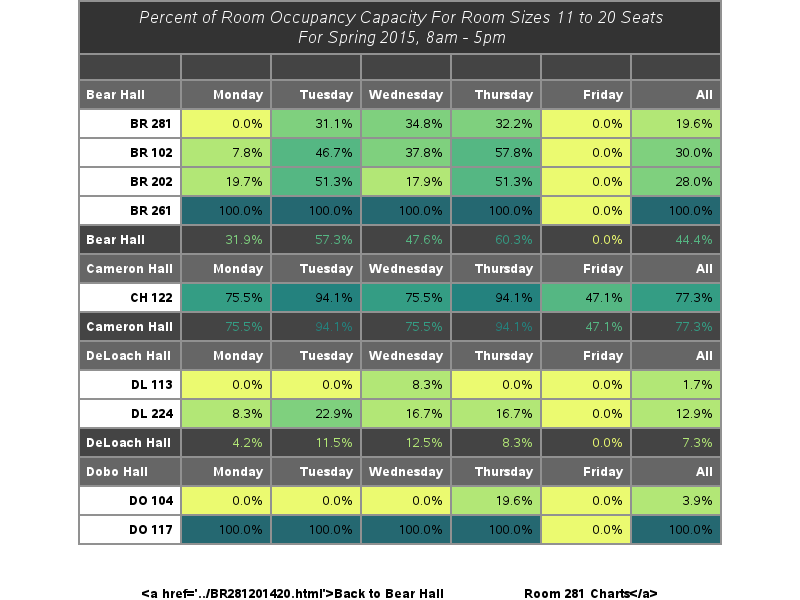 Percent of Room Occupancy Capacity For Room Sizes 11 to 20 Seats
For Spring 2015, 8am - 5pm
Bear Hall Monday Tuesday Wednesday Thursday Friday All
BR 281 0.0% 31.1% 34.8% 32.2% 0.0% 19.6%
BR 102 7.8% 46.7% 37.8% 57.8% 0.0% 30.0%
BR 202 19.7% 51.3% 17.9% 51.3% 0.0% 28.0%
BR 261 100.0% 100.0% 100.0% 100.0% 0.0% 100.0%
Bear Hall 31.9% 57.3% 47.6% 60.3% 0.0% 44.4%
Cameron Hall Monday Tuesday Wednesday Thursday Friday All
CH 122 75.5% 94.1% 75.5% 94.1% 47.1% 77.3%
Cameron Hall 75.5% 94.1% 75.5% 94.1% 47.1% 77.3%
DeLoach Hall Monday Tuesday Wednesday Thursday Friday All
DL 113 0.0% 0.0% 8.3% 0.0% 0.0% 1.7%
DL 224 8.3% 22.9% 16.7% 16.7% 0.0% 12.9%
DeLoach Hall 4.2% 11.5% 12.5% 8.3% 0.0% 7.3%
Dobo Hall Monday Tuesday Wednesday Thursday Friday All
DO 104 0.0% 0.0% 0.0% 19.6% 0.0% 3.9%
DO 117 100.0% 100.0% 100.0% 100.0% 0.0% 100.0%
<a href='../BR281201420.html'>Back to Bear Hall Room 281 Charts</a>